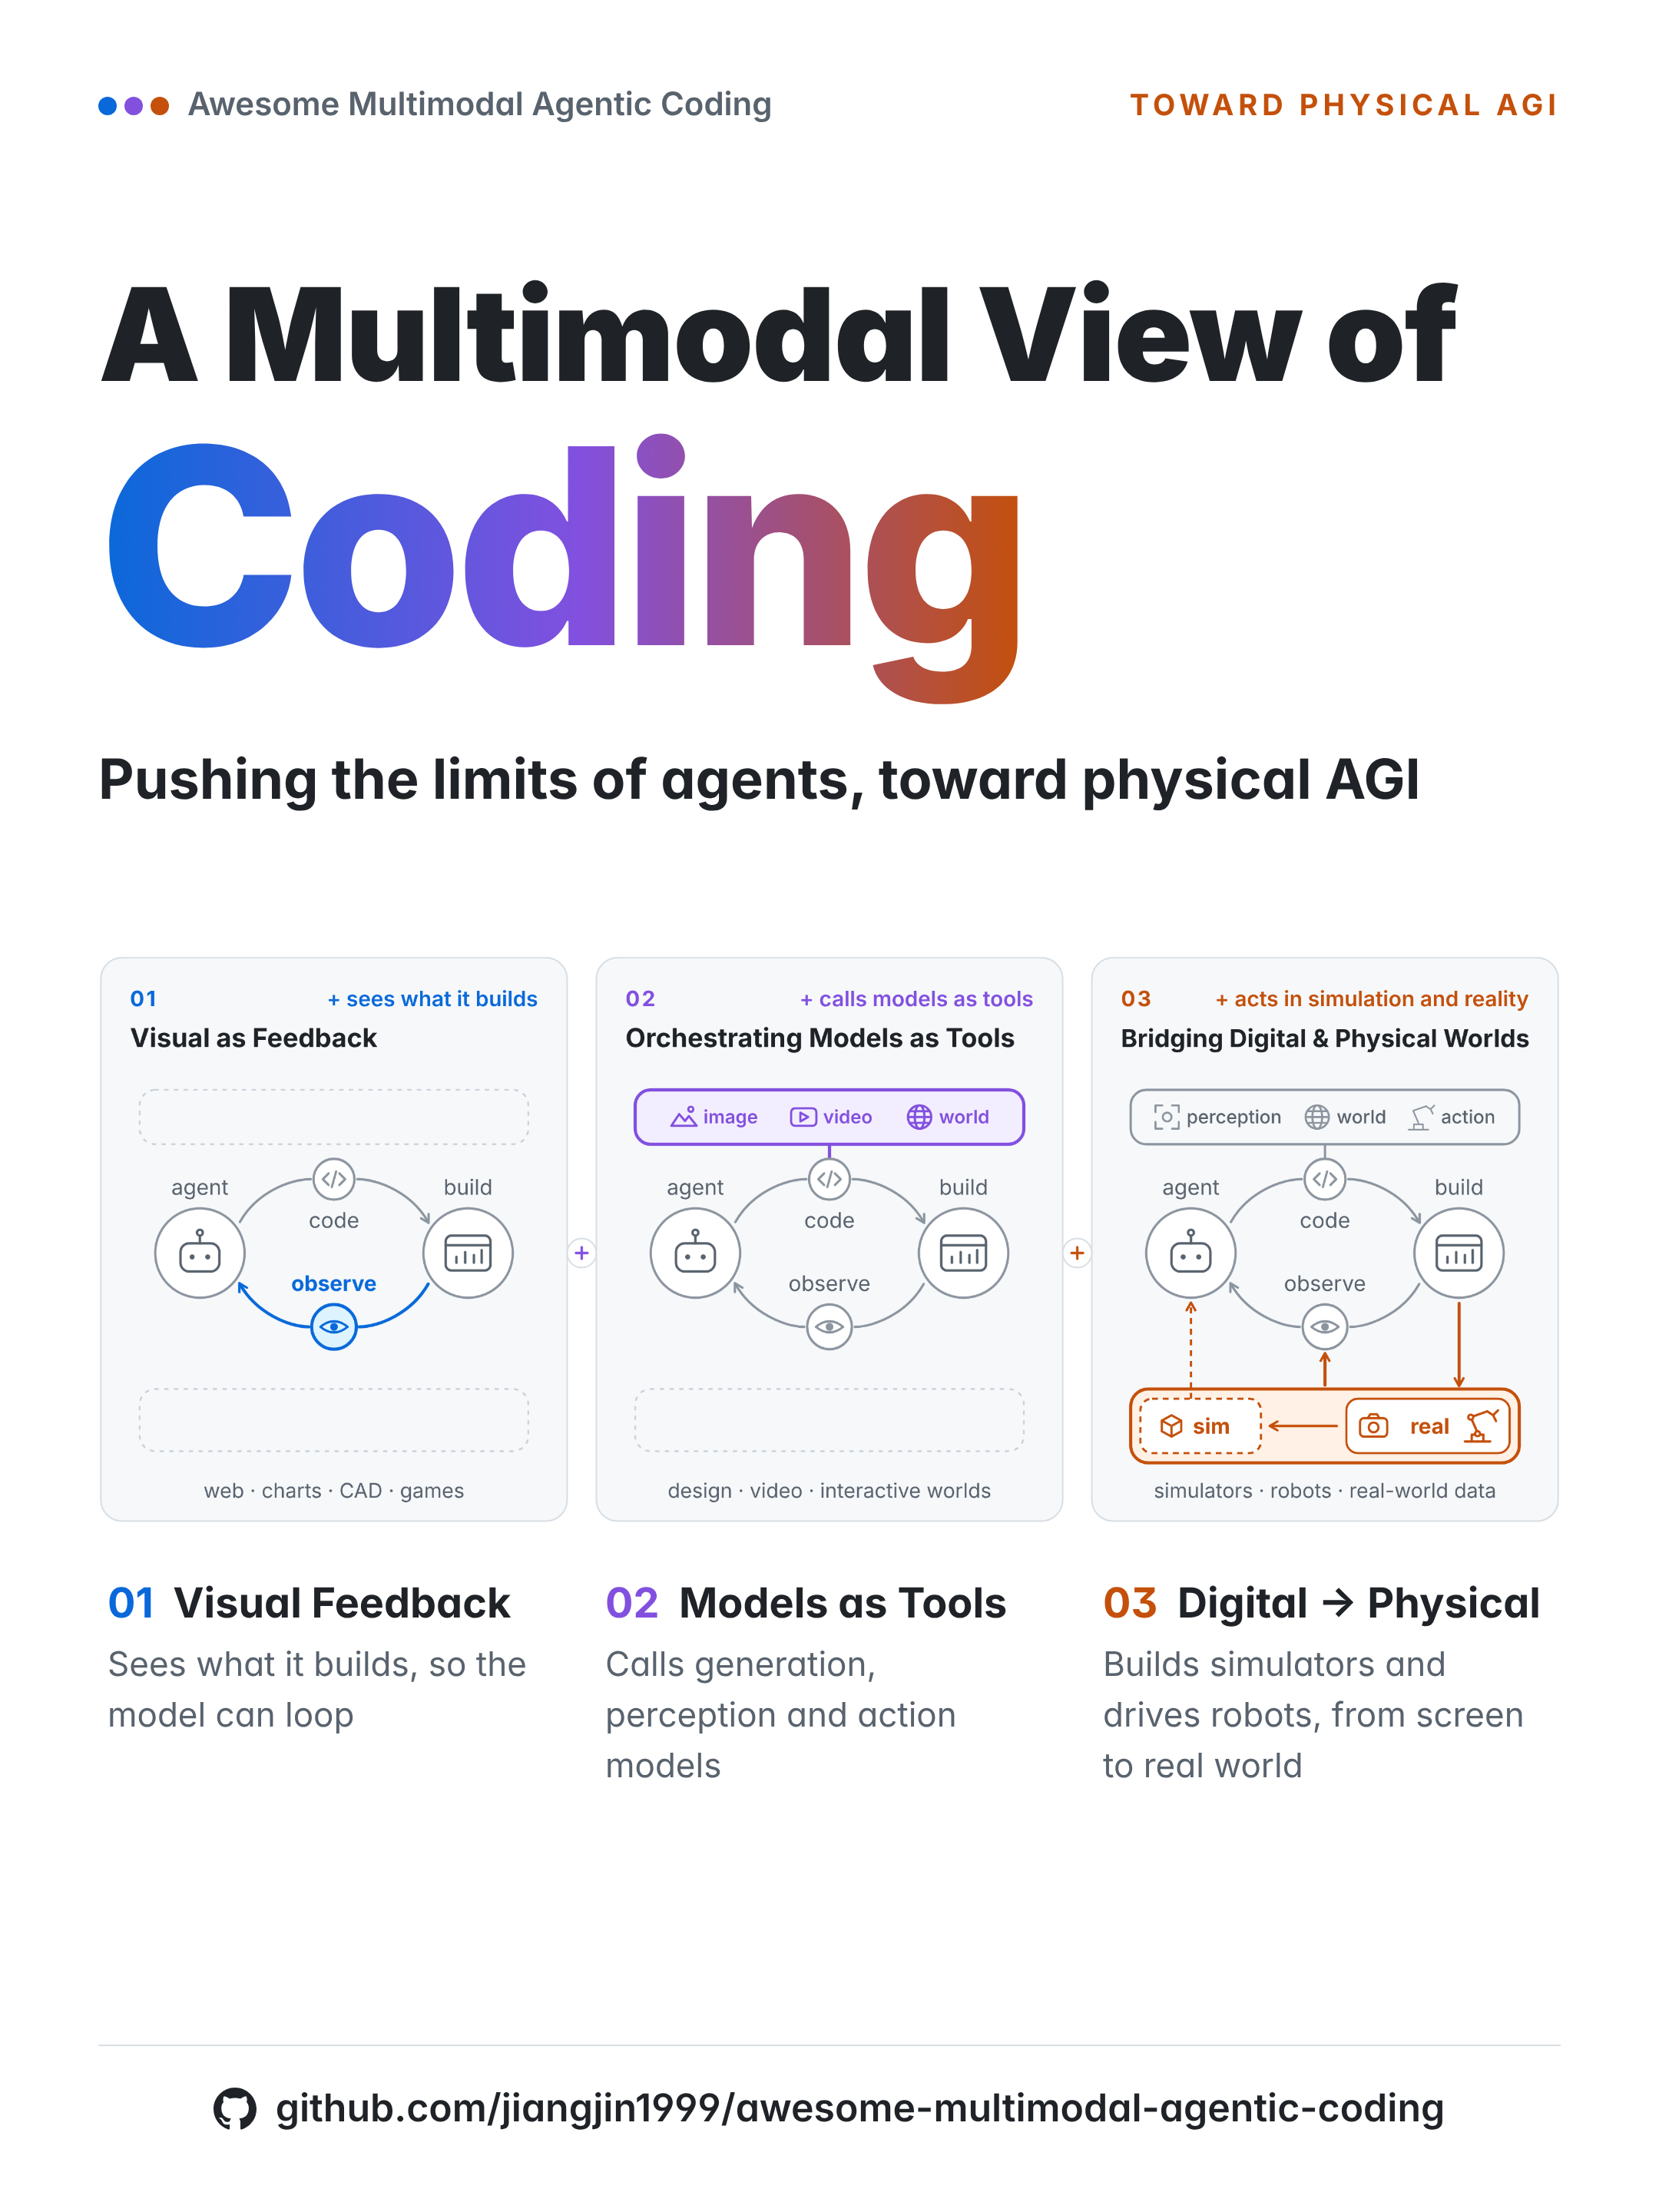 Awesome Multimodal Agentic Coding
TOWARD PHYSICAL AGI
A Multimodal View of
Coding
Pushing the limits of agents, toward physical AGI
01
+ sees what it builds
Visual as Feedback
agent
code
build
observe
web · charts · CAD · games
+
02
+ calls models as tools
Orchestrating Models as Tools
image
video
world
agent
</>
code
build
observe
design · video · interactive worlds
+
03
+ acts in simulation and reality
Bridging Digital & Physical Worlds
perception
world
action
agent
</>
code
build
observe
sim
real
simulators · robots · real-world data
01 Visual Feedback
Sees what it builds, so the
model can loop
02 Models as Tools
Calls generation,
perception and action
models
03 Digital → Physical
Builds simulators and
drives robots, from screen
to real world
github.com/jiangjin1999/awesome-multimodal-agentic-coding